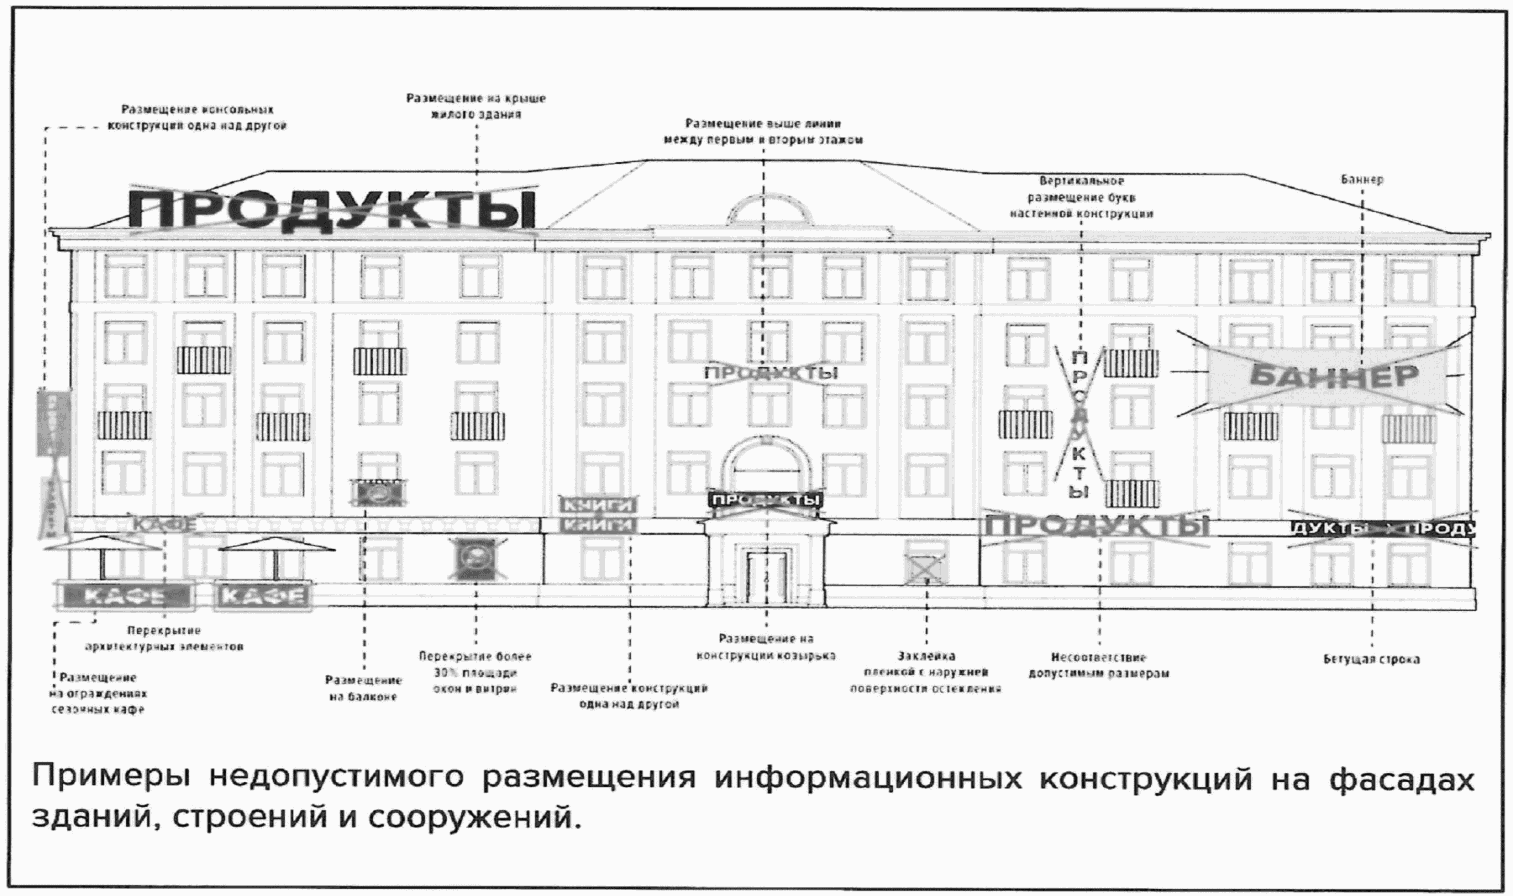 Размещение консольных
конструкций одна над другой
Размещение на крыше
жилого здания
Размещение выше линии
между первым и вторым этажом
Вертикальное
размещение букв
настенной конструкции
Баннер
ПРОДУКТЫ
ПРОДУКТЫ
ПРОДУКТЫ
БАННЕР
КАФЕ
КНИГИ
КНИГИ
ПРОДУКТЫ
ПРОДУКТЫ
ДУКТЫ ПРОДУ
КАФЕ
КАФЕ
Перекрытие
архитектурных элементов
Размещение
на ограждениях
сезонных кафе
Размещение
на балконе
Перекрытие более
30% площади
окон и витрин
Размещение конструкций
одна над другой
Размещение на
конструкции козырька
Заклейка
пленкой с наружней
поверхности остекления
Несоответствие
допустимым размерам
Бегущая строка
Примеры недопустимого размещения информационных конструкций на фасадах
зданий, строений и сооружений.